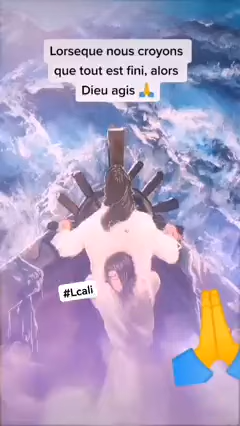 Lorseque nous croyons
que tout est fini, alors
Dieu agis 🙏
#Lcali